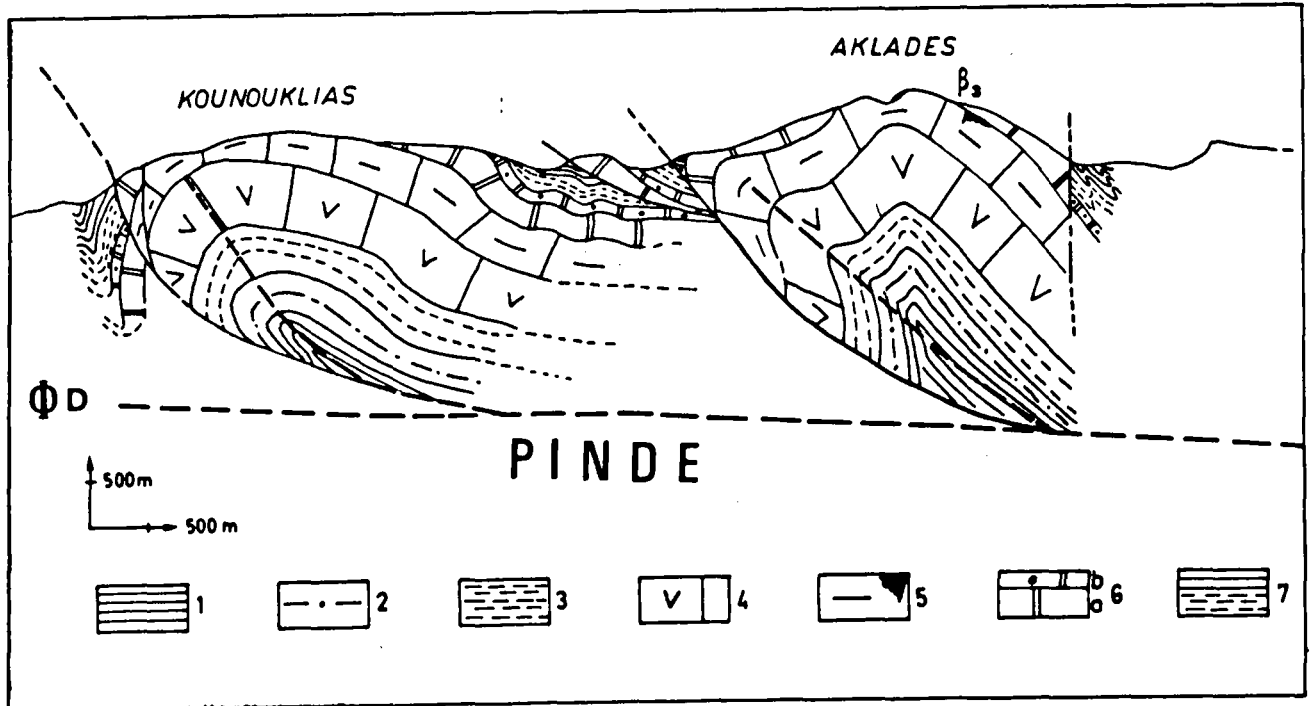 AKLADES
β₃
KOUNOUKLIAS
V V V V V V V V V
ΦD
PINDE
500m
500 m
1 2 V 3 4 5 b a 6 7